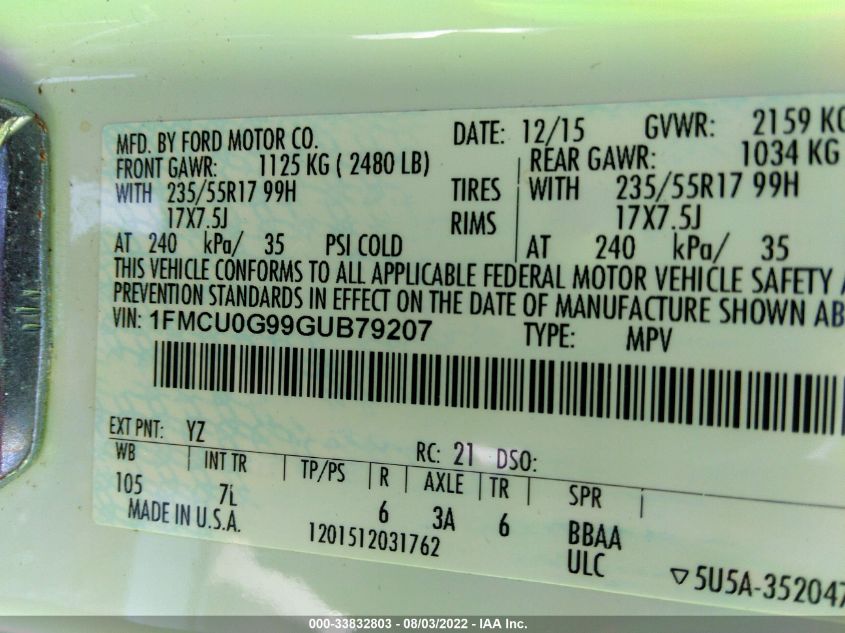 MFD. BY FORD MOTOR CO. DATE: 12/15 GVWR: 2159 KG
FRONT GAWR: 1125 KG ( 2480 LB) REAR GAWR: 1034 KG
WITH 235/55R17 99H TIRES WITH 235/55R17 99H
17X7.5J RIMS 17X7.5J
AT 240 kPa/ 35 PSI COLD AT 240 kPa/ 35
THIS VEHICLE CONFORMS TO ALL APPLICABLE FEDERAL MOTOR VEHICLE SAFETY
PREVENTION STANDARDS IN EFFECT ON THE DATE OF MANUFACTURE SHOWN AB
VIN: 1FMCU0G99GUB79207 TYPE: MPV
EXT PNT: YZ RC: 21 DSO:
WB INT TR TP/PS R AXLE TR SPR
105 7L 6 3A 6 BBAA
MADE IN U.S.A. 1201512031762 ULC ▽5U5A-352047
000-33832803 - 08/03/2022 - IAA Inc.